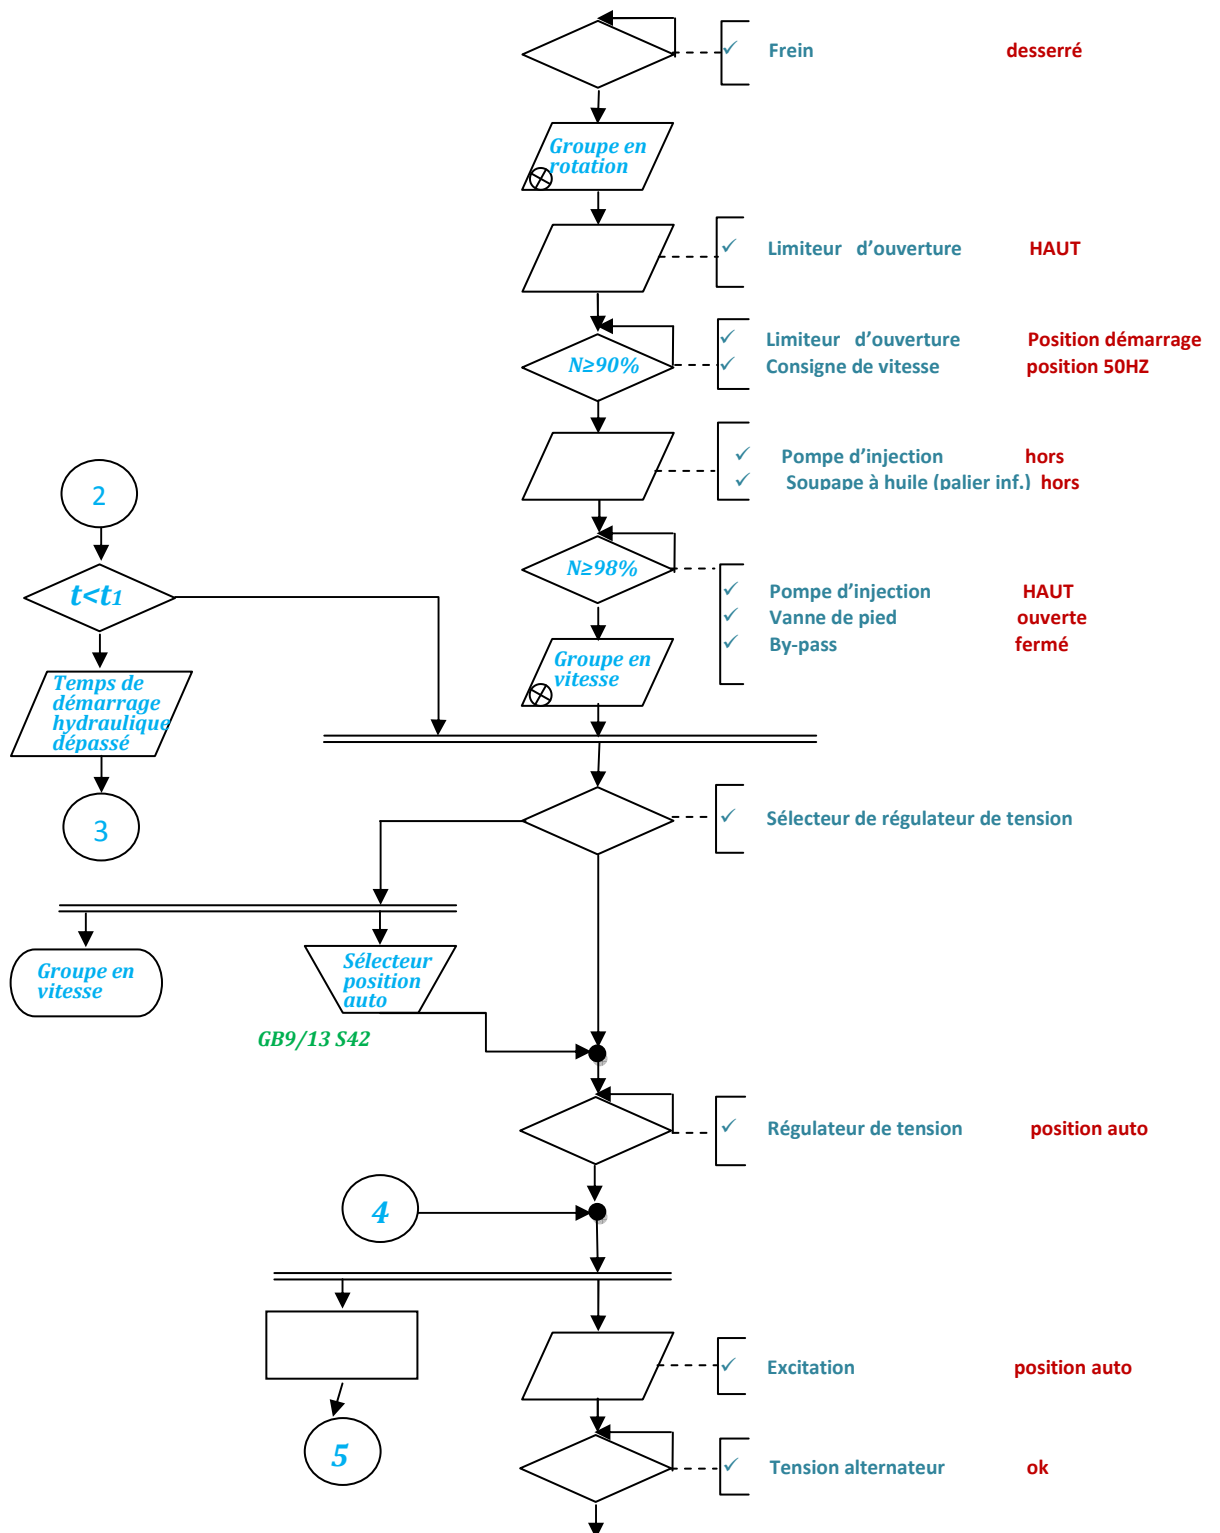 Frein desserré
Groupe en
rotation
Limiteur d'ouverture HAUT
N≥90%
Limiteur d'ouverture Position démarrage
Consigne de vitesse position 50HZ
Pompe d'injection hors
Soupape à huile (palier inf.) hors
2
N≥98%
t<t1
Pompe d'injection HAUT
Vanne de pied ouverte
By-pass fermé
Groupe en
vitesse
Temps de
démarrage
hydraulique
dépassé
3
Sélecteur de régulateur de tension
Groupe en
vitesse
Sélecteur
position
auto
GB9/13 S42
Régulateur de tension position auto
4
Excitation position auto
5
Tension alternateur ok